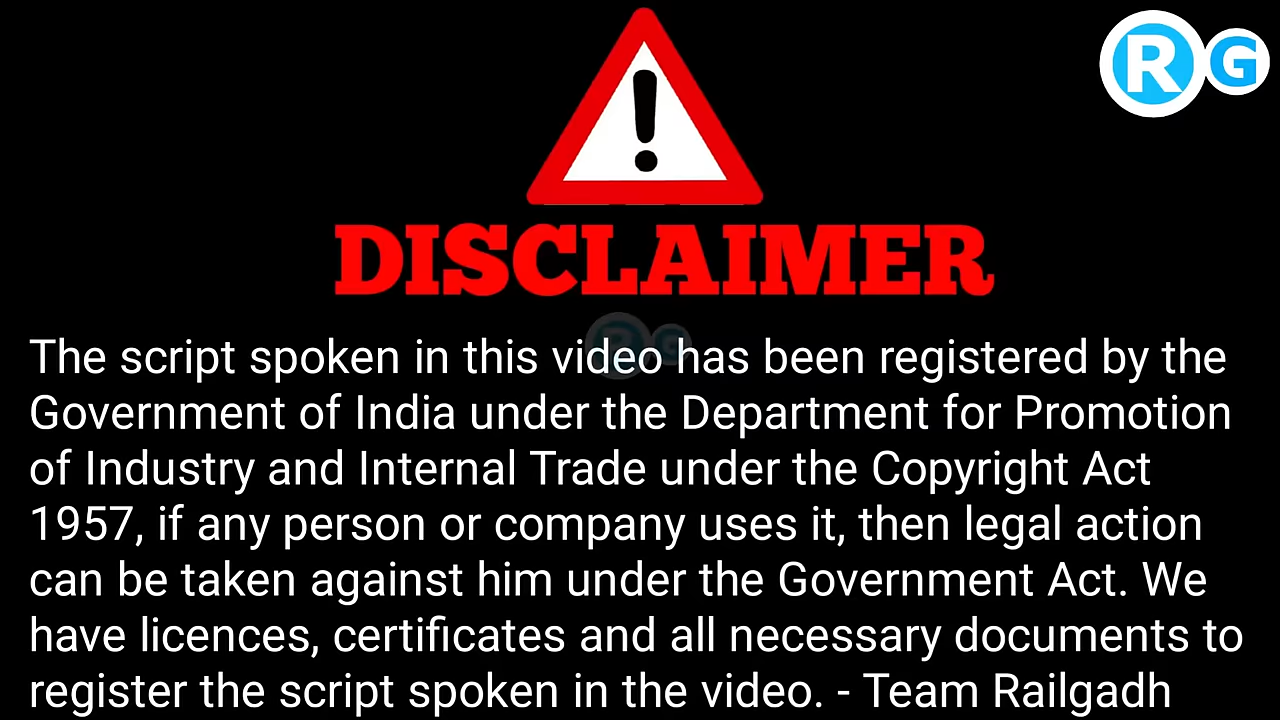 RG
DISCLAIMER
RG
The script spoken in this video has been registered by the
Government of India under the Department for Promotion
of Industry and Internal Trade under the Copyright Act
1957, if any person or company uses it, then legal action
can be taken against him under the Government Act. We
have licences, certificates and all necessary documents to
register the script spoken in the video. - Team Railgadh